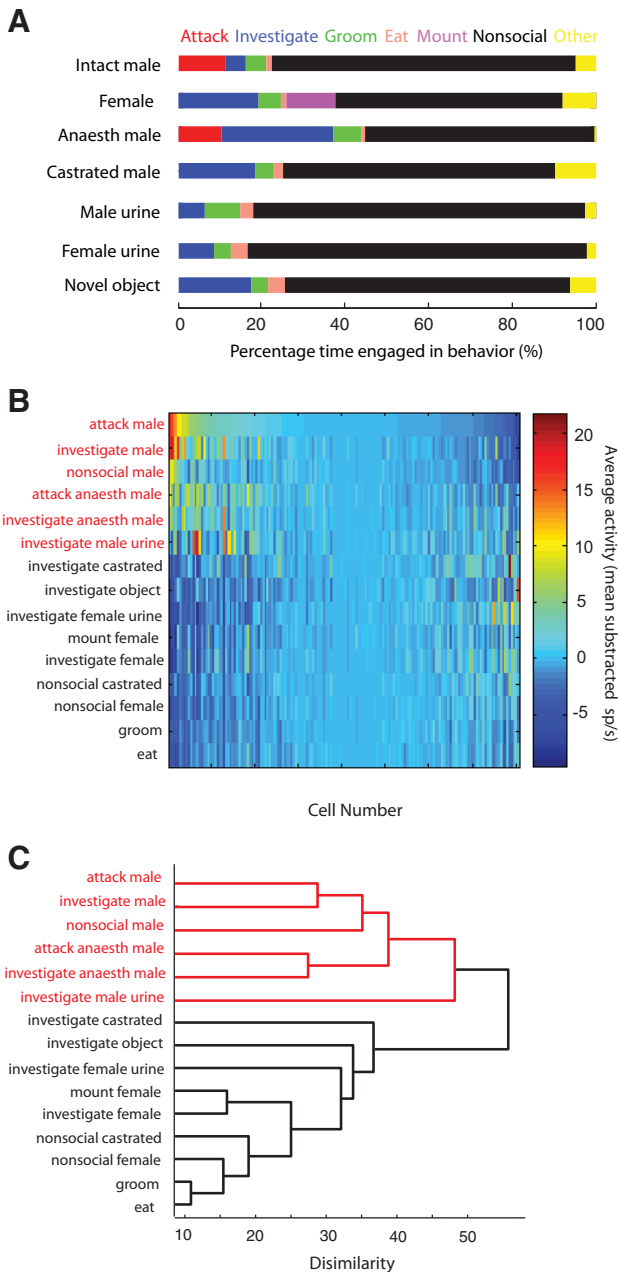 A
Attack Investigate Groom Eat Mount Nonsocial Other
Intact male
Female
Anaesth male
Castrated male
Male urine
Female urine
Novel object
0 20 40 60 80 100
Percentage time engaged in behavior (%)
B
attack male
investigate male
nonsocial male
attack anaesth male
investigate anaesth male
investigate male urine
investigate castrated
investigate object
investigate female urine
mount female
investigate female
nonsocial castrated
nonsocial female
groom
eat
Cell Number
20
15
10
5
0
-5
Average activity (mean substracted sp/s)
C
attack male
investigate male
nonsocial male
attack anaesth male
investigate anaesth male
investigate male urine
investigate castrated
investigate object
investigate female urine
mount female
investigate female
nonsocial castrated
nonsocial female
groom
eat
10 20 30 40 50
Disimilarity